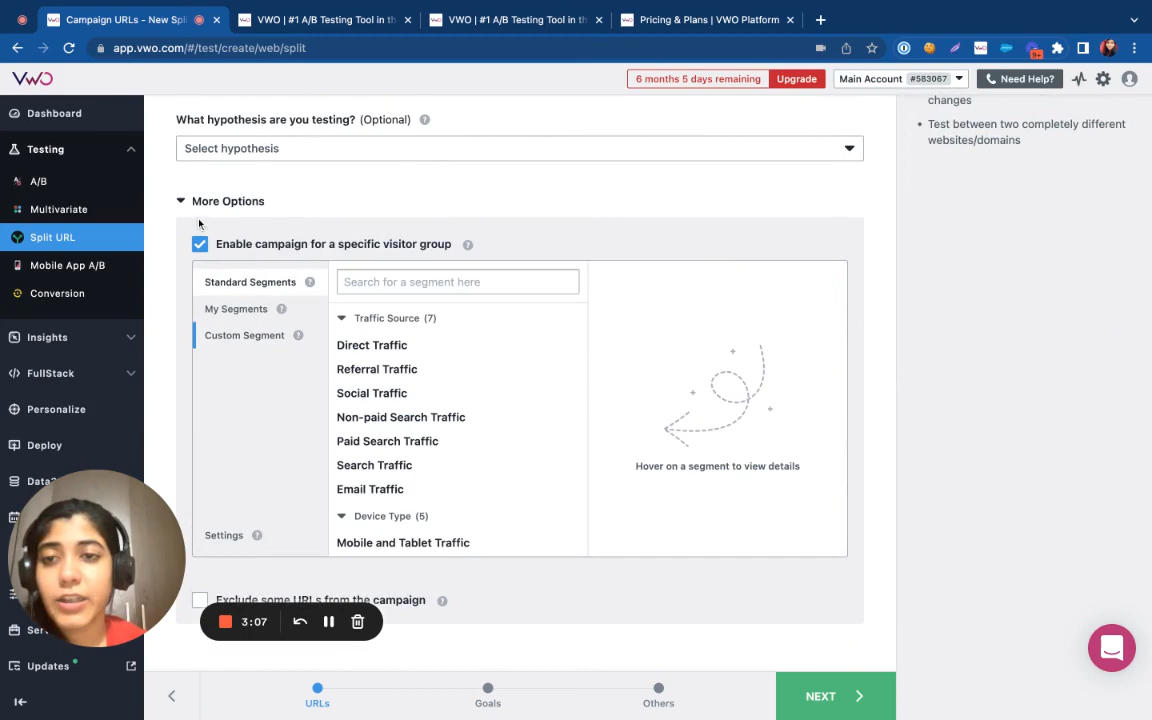 Campaign URLs - New Spli
VWO | #1 A/B Testing Tool in th
VWO | #1 A/B Testing Tool in th
Pricing & Plans | VWO Platform
app.vwo.com/#/test/create/web/split
9+
VWO
6 months 5 days remaining
Upgrade
Main Account #583067
Need Help?
Dashboard
Testing
A/B
Multivariate
Split URL
Mobile App A/B
Conversion
Insights
FullStack
Personalize
Deploy
Updates
What hypothesis are you testing? (Optional)
Select hypothesis
More Options
Enable campaign for a specific visitor group
Standard Segments
My Segments
Custom Segment
Settings
Search for a segment here
Traffic Source (7)
Direct Traffic
Referral Traffic
Social Traffic
Non-paid Search Traffic
Paid Search Traffic
Search Traffic
Email Traffic
Device Type (5)
Mobile and Tablet Traffic
Hover on a segment to view details
Exclude some URLs from the campaign
3:07
URLs
Goals
Others
NEXT
changes
Test between two completely different
websites/domains